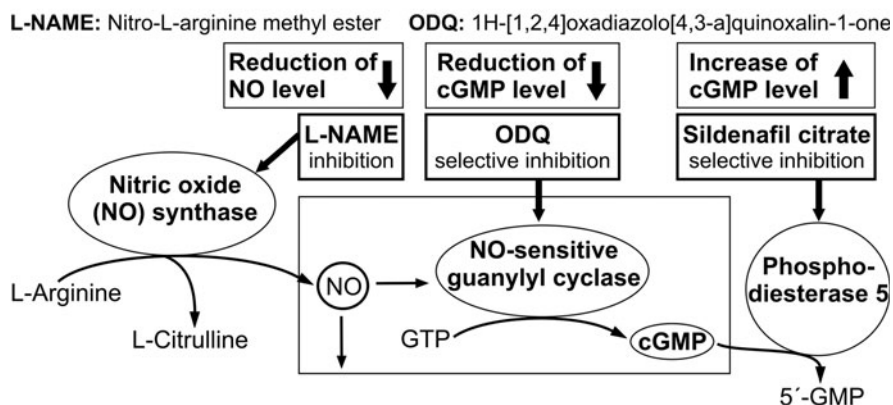 L-NAME: Nitro-L-arginine methyl ester ODQ: 1H-[1,2,4]oxadiazolo[4,3-a]quinoxalin-1-one
Reduction of
NO level
Reduction of
cGMP level
Increase of
cGMP level
L-NAME
inhibition
ODQ
selective inhibition
Sildenafil citrate
selective inhibition
Nitric oxide
(NO) synthase
NO-sensitive
guanylyl cyclase
Phospho-
diesterase 5
L-Arginine
NO
L-Citrulline
GTP
cGMP
5´-GMP